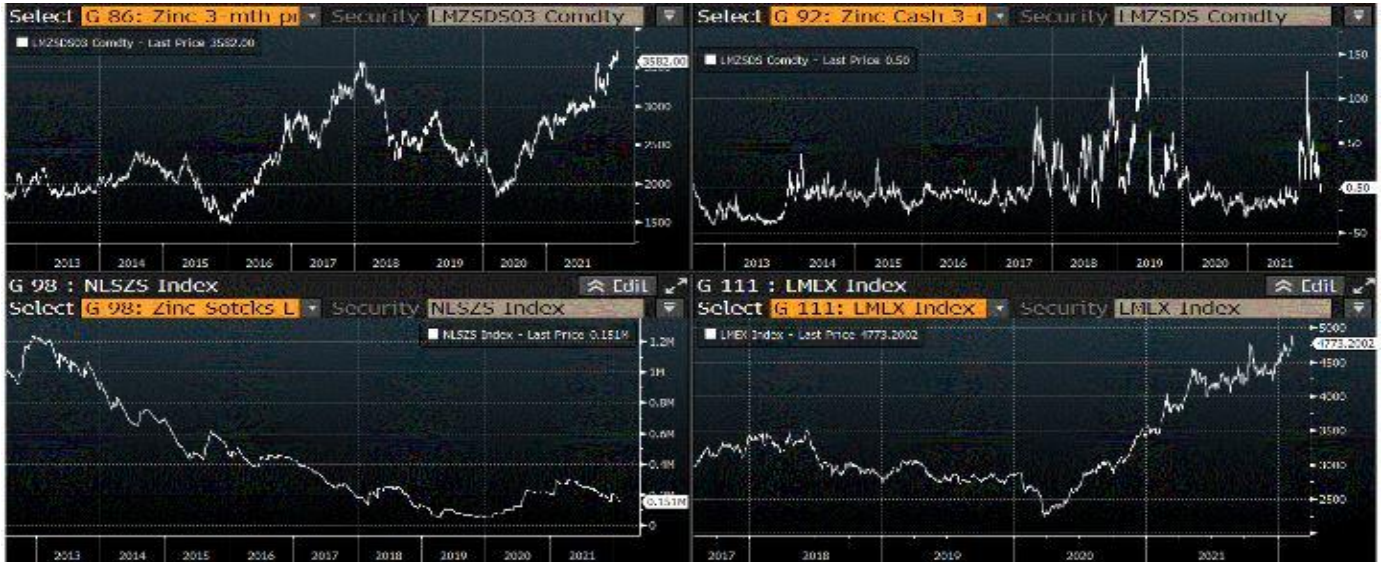 Select G 86: Zinc 3-mth pr Security LMZSDS03 Comdty
LMZSDS03 Comdty - Last Price 3582.00
3582.00
3500
3000
2500
2000
1500
2013 2014 2015 2016 2017 2018 2019 2020 2021
Select G 92: Zinc Cash 3-m Security LMZSDS Comdty
LMZSDS Comdty - Last Price 0.50
150
100
50
0.50
-50
2013 2014 2015 2016 2017 2018 2019 2020 2021
G 98 : NLSZS Index Edit
Select G 98: Zinc Sotcks L Security NLSZS Index
NLSZS Index - Last Price 0.151M
1.2M
1M
0.8M
0.6M
0.4M
0.151M
0
2013 2014 2015 2016 2017 2018 2019 2020 2021
G 111 : LMEX Index Edit
Select G 111: LMEX Index Security LMEX Index
LMEX Index - Last Price 4773.2002
5000
4773.2002
4500
4000
3500
3000
2500
2017 2018 2019 2020 2021